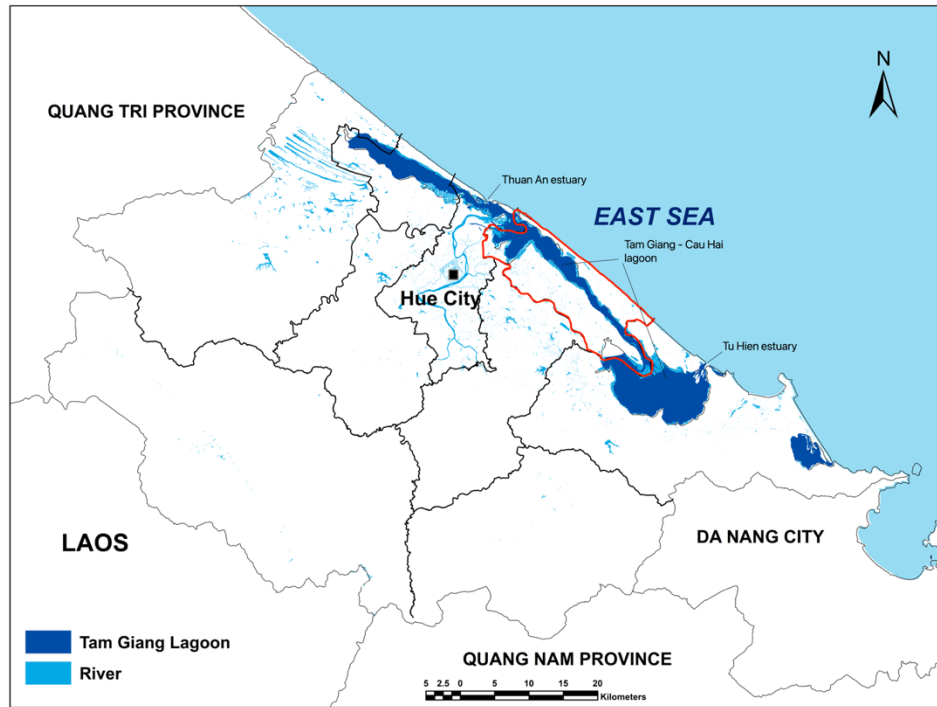 N
QUANG TRI PROVINCE
Thuan An estuary
EAST SEA
Tam Giang - Cau Hai
lagoon
Hue City
Tu Hien estuary
LAOS
DA NANG CITY
Tam Giang Lagoon
River
QUANG NAM PROVINCE
5 2.5 0 5 10 15 20
Kilometers